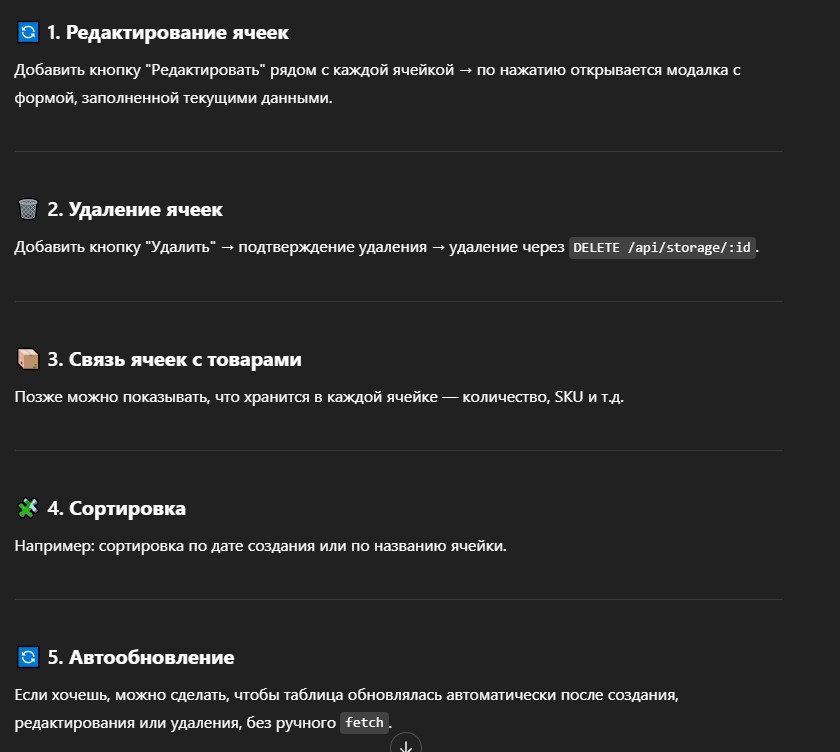 🔄 1. Редактирование ячеек
Добавить кнопку "Редактировать" рядом с каждой ячейкой → по нажатию открывается модалка с
формой, заполненной текущими данными.
🗑️ 2. Удаление ячеек
Добавить кнопку "Удалить" → подтверждение удаления → удаление через DELETE /api/storage/:id.
📦 3. Связь ячеек с товарами
Позже можно показывать, что хранится в каждой ячейке — количество, SKU и т.д.
🧩 4. Сортировка
Например: сортировка по дате создания или по названию ячейки.
🔄 5. Автообновление
Если хочешь, можно сделать, чтобы таблица обновлялась автоматически после создания,
редактирования или удаления, без ручного fetch.